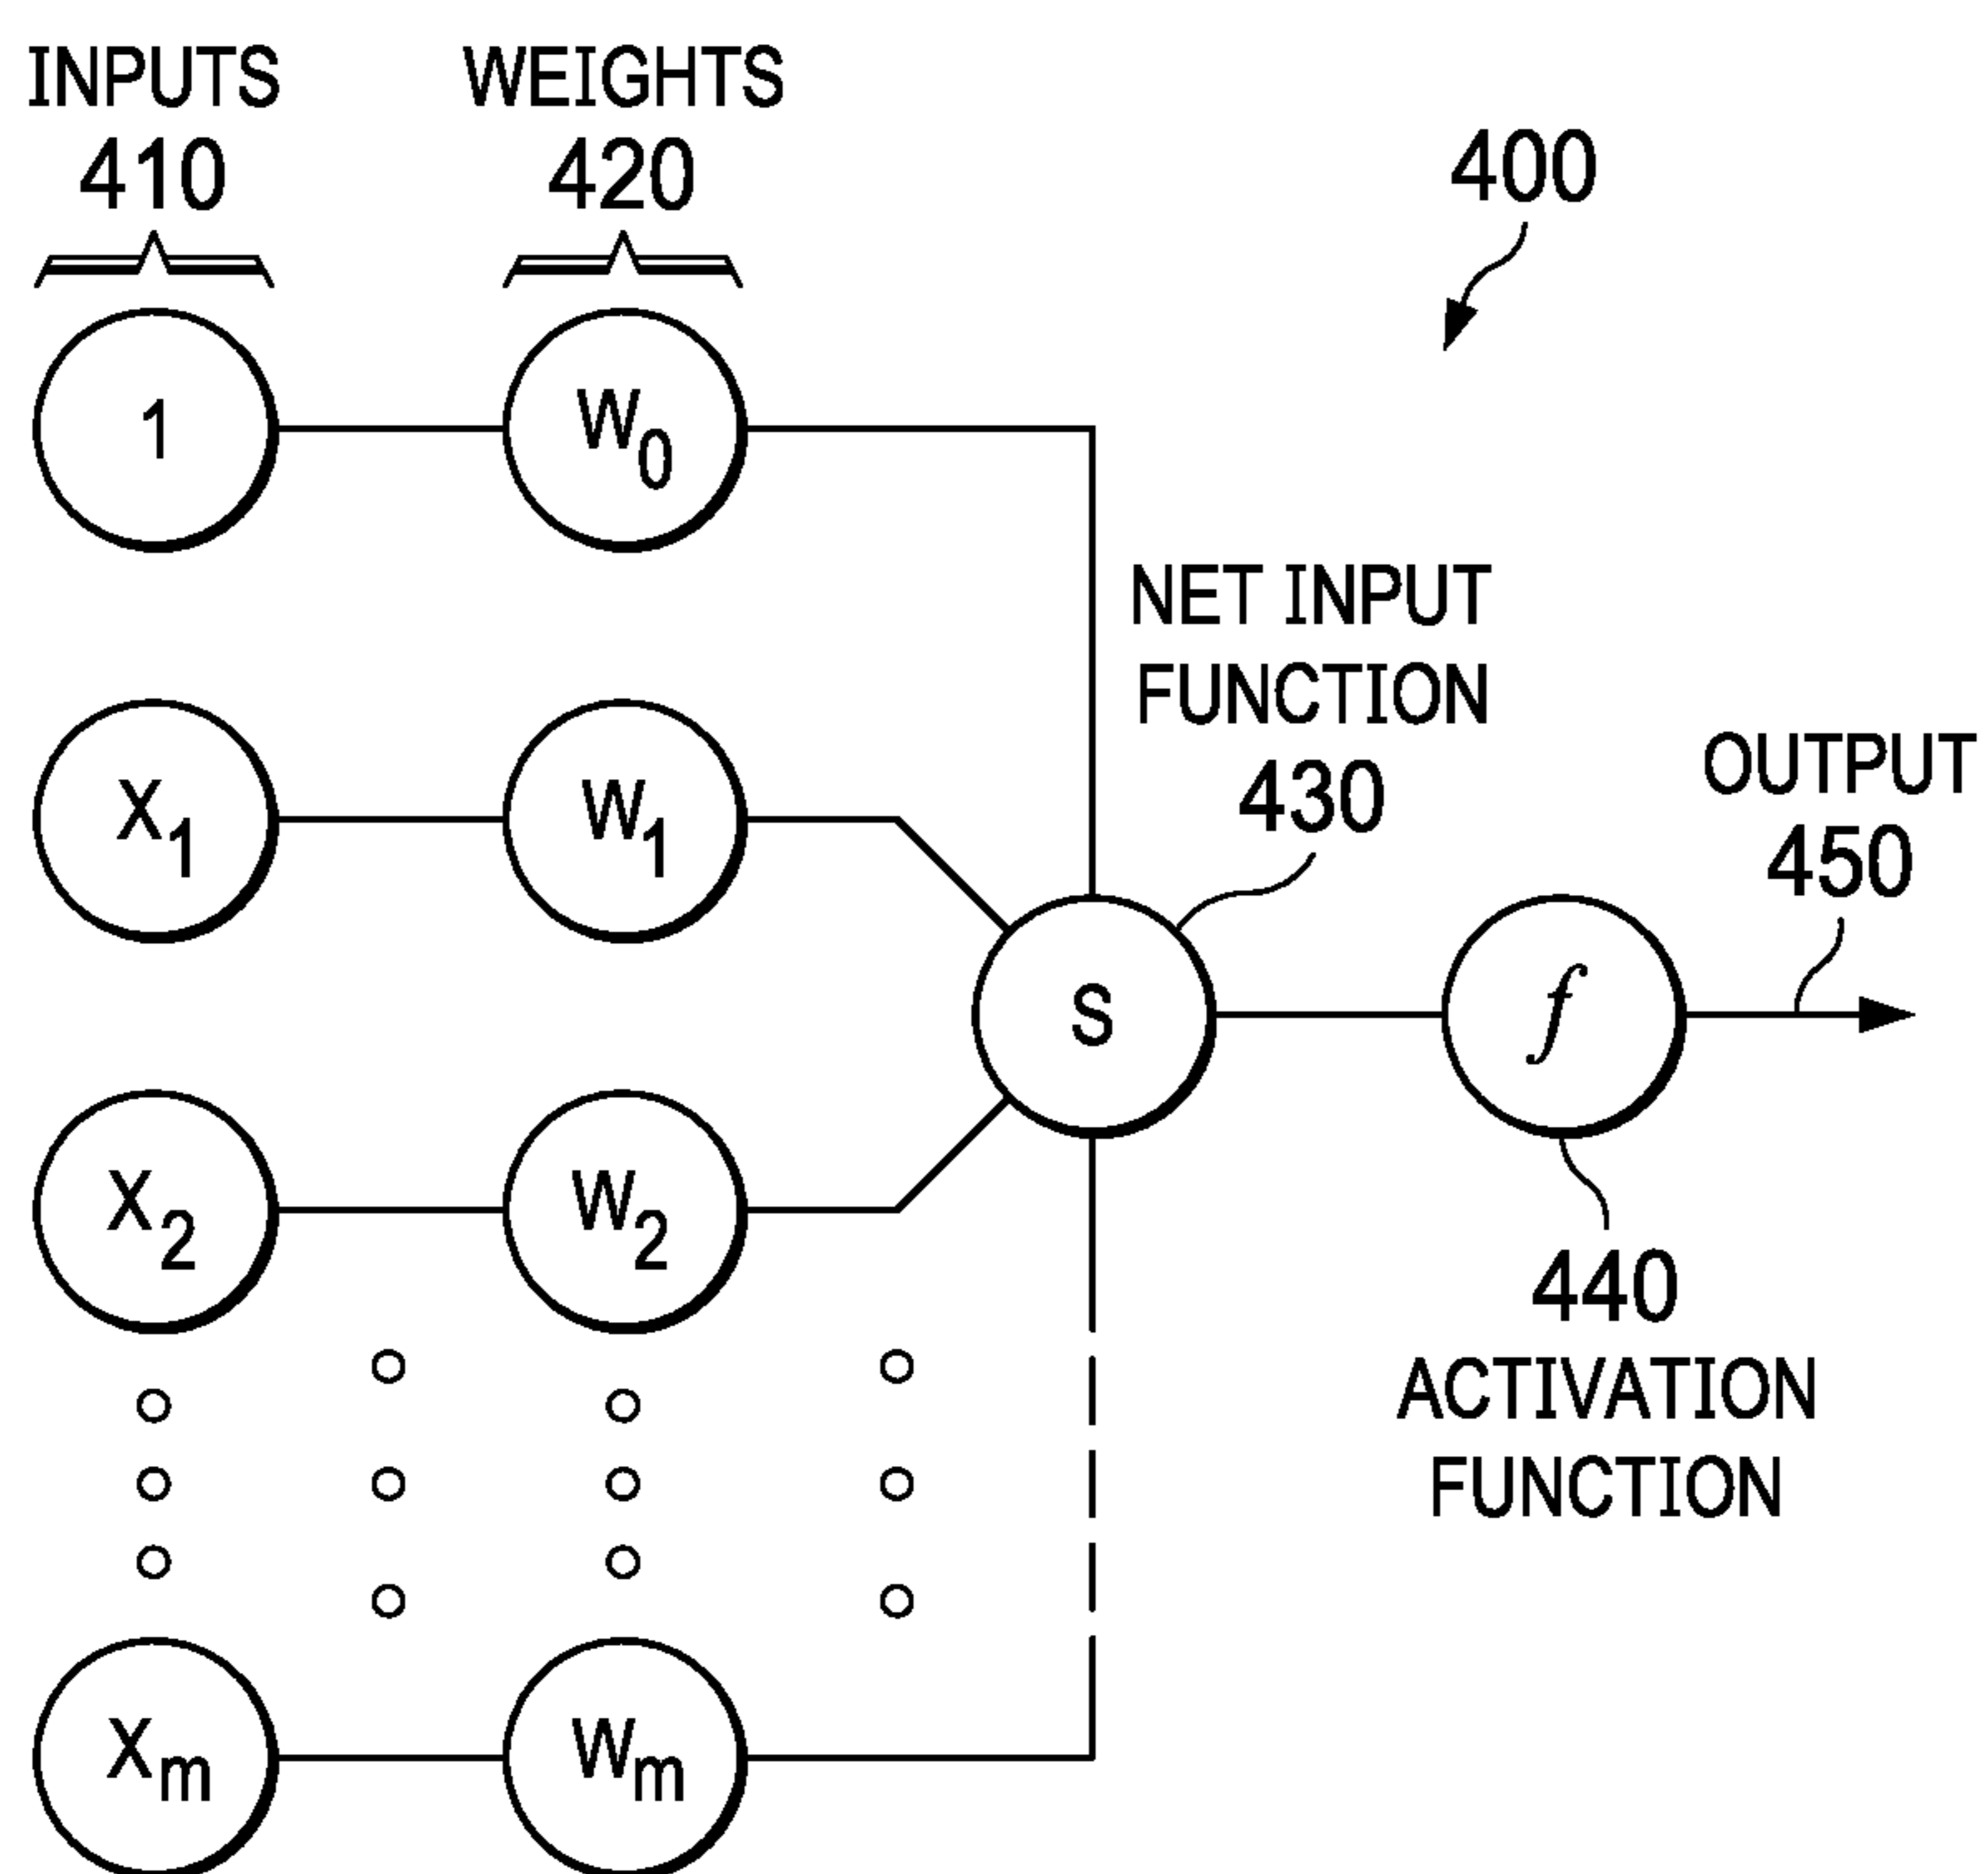 INPUTS
410
WEIGHTS
420
400
1
W0
NET INPUT
FUNCTION
430
OUTPUT
450
X1
W1
S
f
440
ACTIVATION
FUNCTION
X2
W2
Xm
Wm